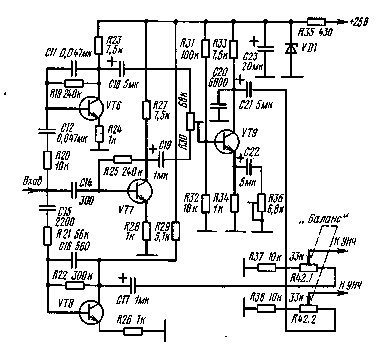 C11 0,047мк
R23 7,5к
C18 5мк
R31 100к
R33 7,5к
C23 20мк
R35 430
+25В
VD1
R19 240к
VT6
C20 6800
C21 5мк
C12 0,047мк
R24 1к
R27 7,5к
R30 68к
VT9
R20 10к
C19 1мк
C22 5мк
R25 240к
Вход
C14 300
VT7
R32 18к
R34 1к
R36 6,8к
C15 2200
R21 56к
R28 1к
R29 5,1к
„Баланс“
C16 560
R22 300к
R37 10к
33к
К УНЧ
R42.1
C17 1мк
R38 10к
33к
К УНЧ
R42.2
VT8
R26 1к